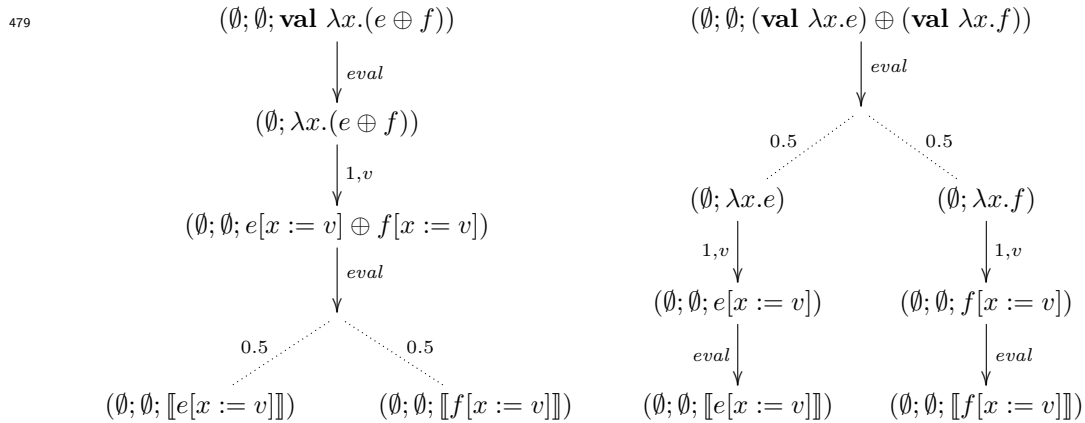 479
(∅; ∅; val λx.(e ⊕ f)) (∅; ∅; (val λx.e) ⊕ (val λx.f))
eval eval
(∅; λx.(e ⊕ f))
0.5 0.5
1,v
(∅; λx.e) (∅; λx.f)
(∅; ∅; e[x := v] ⊕ f[x := v])
1,v 1,v
eval
(∅; ∅; e[x := v]) (∅; ∅; f[x := v])
0.5 0.5 eval eval
(∅; ∅; ⟦e[x := v]⟧) (∅; ∅; ⟦f[x := v]⟧) (∅; ∅; ⟦e[x := v]⟧) (∅; ∅; ⟦f[x := v]⟧)